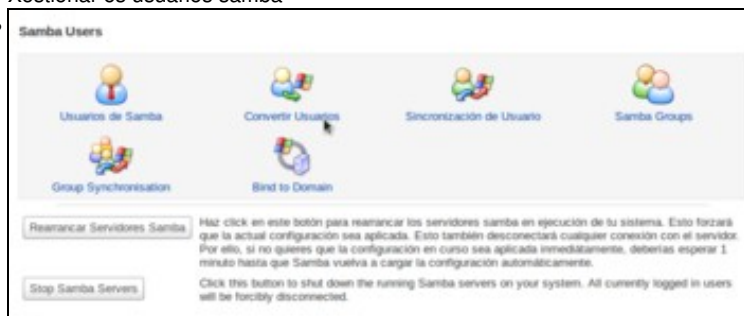 Xestionar os usuarios samba
Samba Users
Usuarios de Samba
Convertir Usuarios
Sincronización de Usuario
Samba Groups
Group Synchronisation
Bind to Domain
Rearrancar Servidores Samba
Haz click en este botón para rearrancar los servidores samba en ejecución de tu sistema. Esto forzará
que la actual configuración sea aplicada. Esto también desconectará cualquier conexión con el servidor.
Por ello, si no quieres que la configuración en curso sea aplicada immediátamente, deberías esperar 1
minuto hasta que Samba vuelva a cargar la configuración automáticamente.
Stop Samba Servers
Click this button to shut down the running Samba servers on your system. All currently logged in users
will be forcibly disconnected.